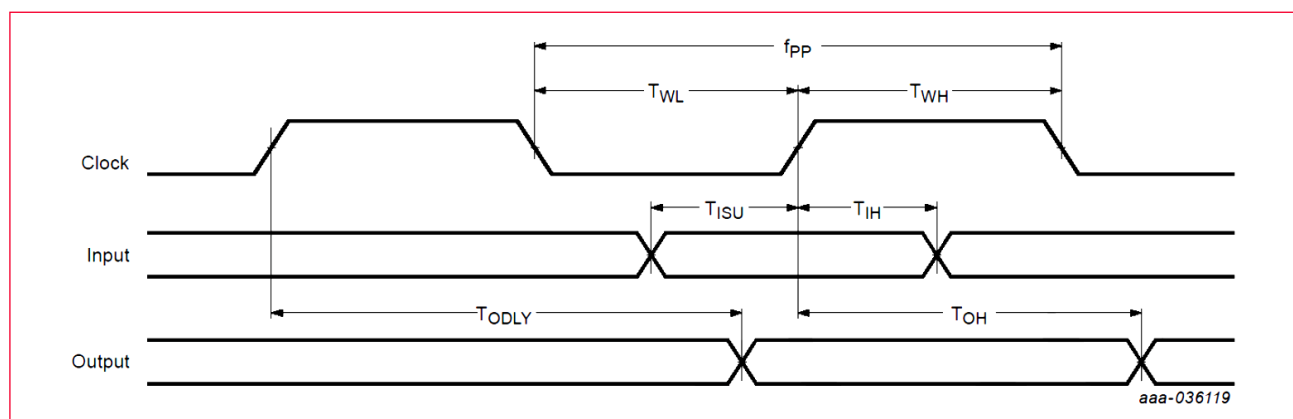 fPP
TWL
TWH
Clock
TISU
TIH
Input
TODLY
TOH
Output
aaa-036119